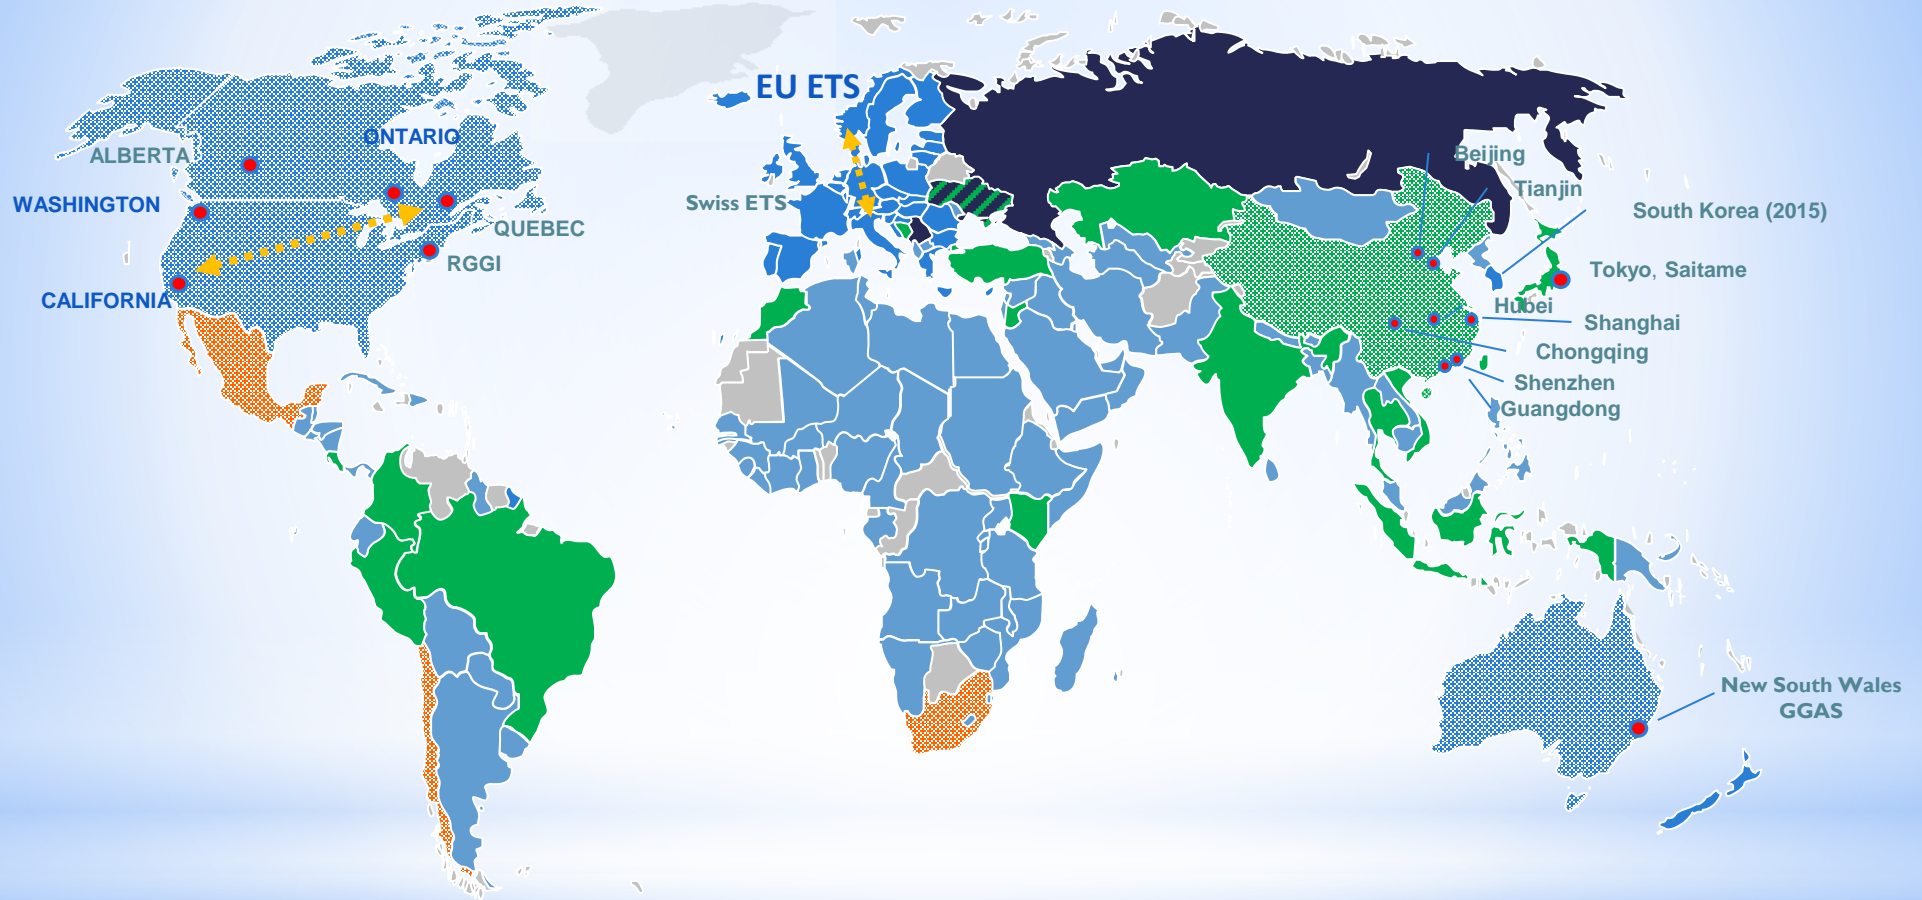 EU ETS
ONTARIO
ALBERTA
WASHINGTON
QUEBEC
RGGI
CALIFORNIA
Swiss ETS
Beijing
Tianjin
South Korea (2015)
Tokyo, Saitame
Hubei
Shanghai
Chongqing
Shenzhen
Guangdong
New South Wales
GGAS